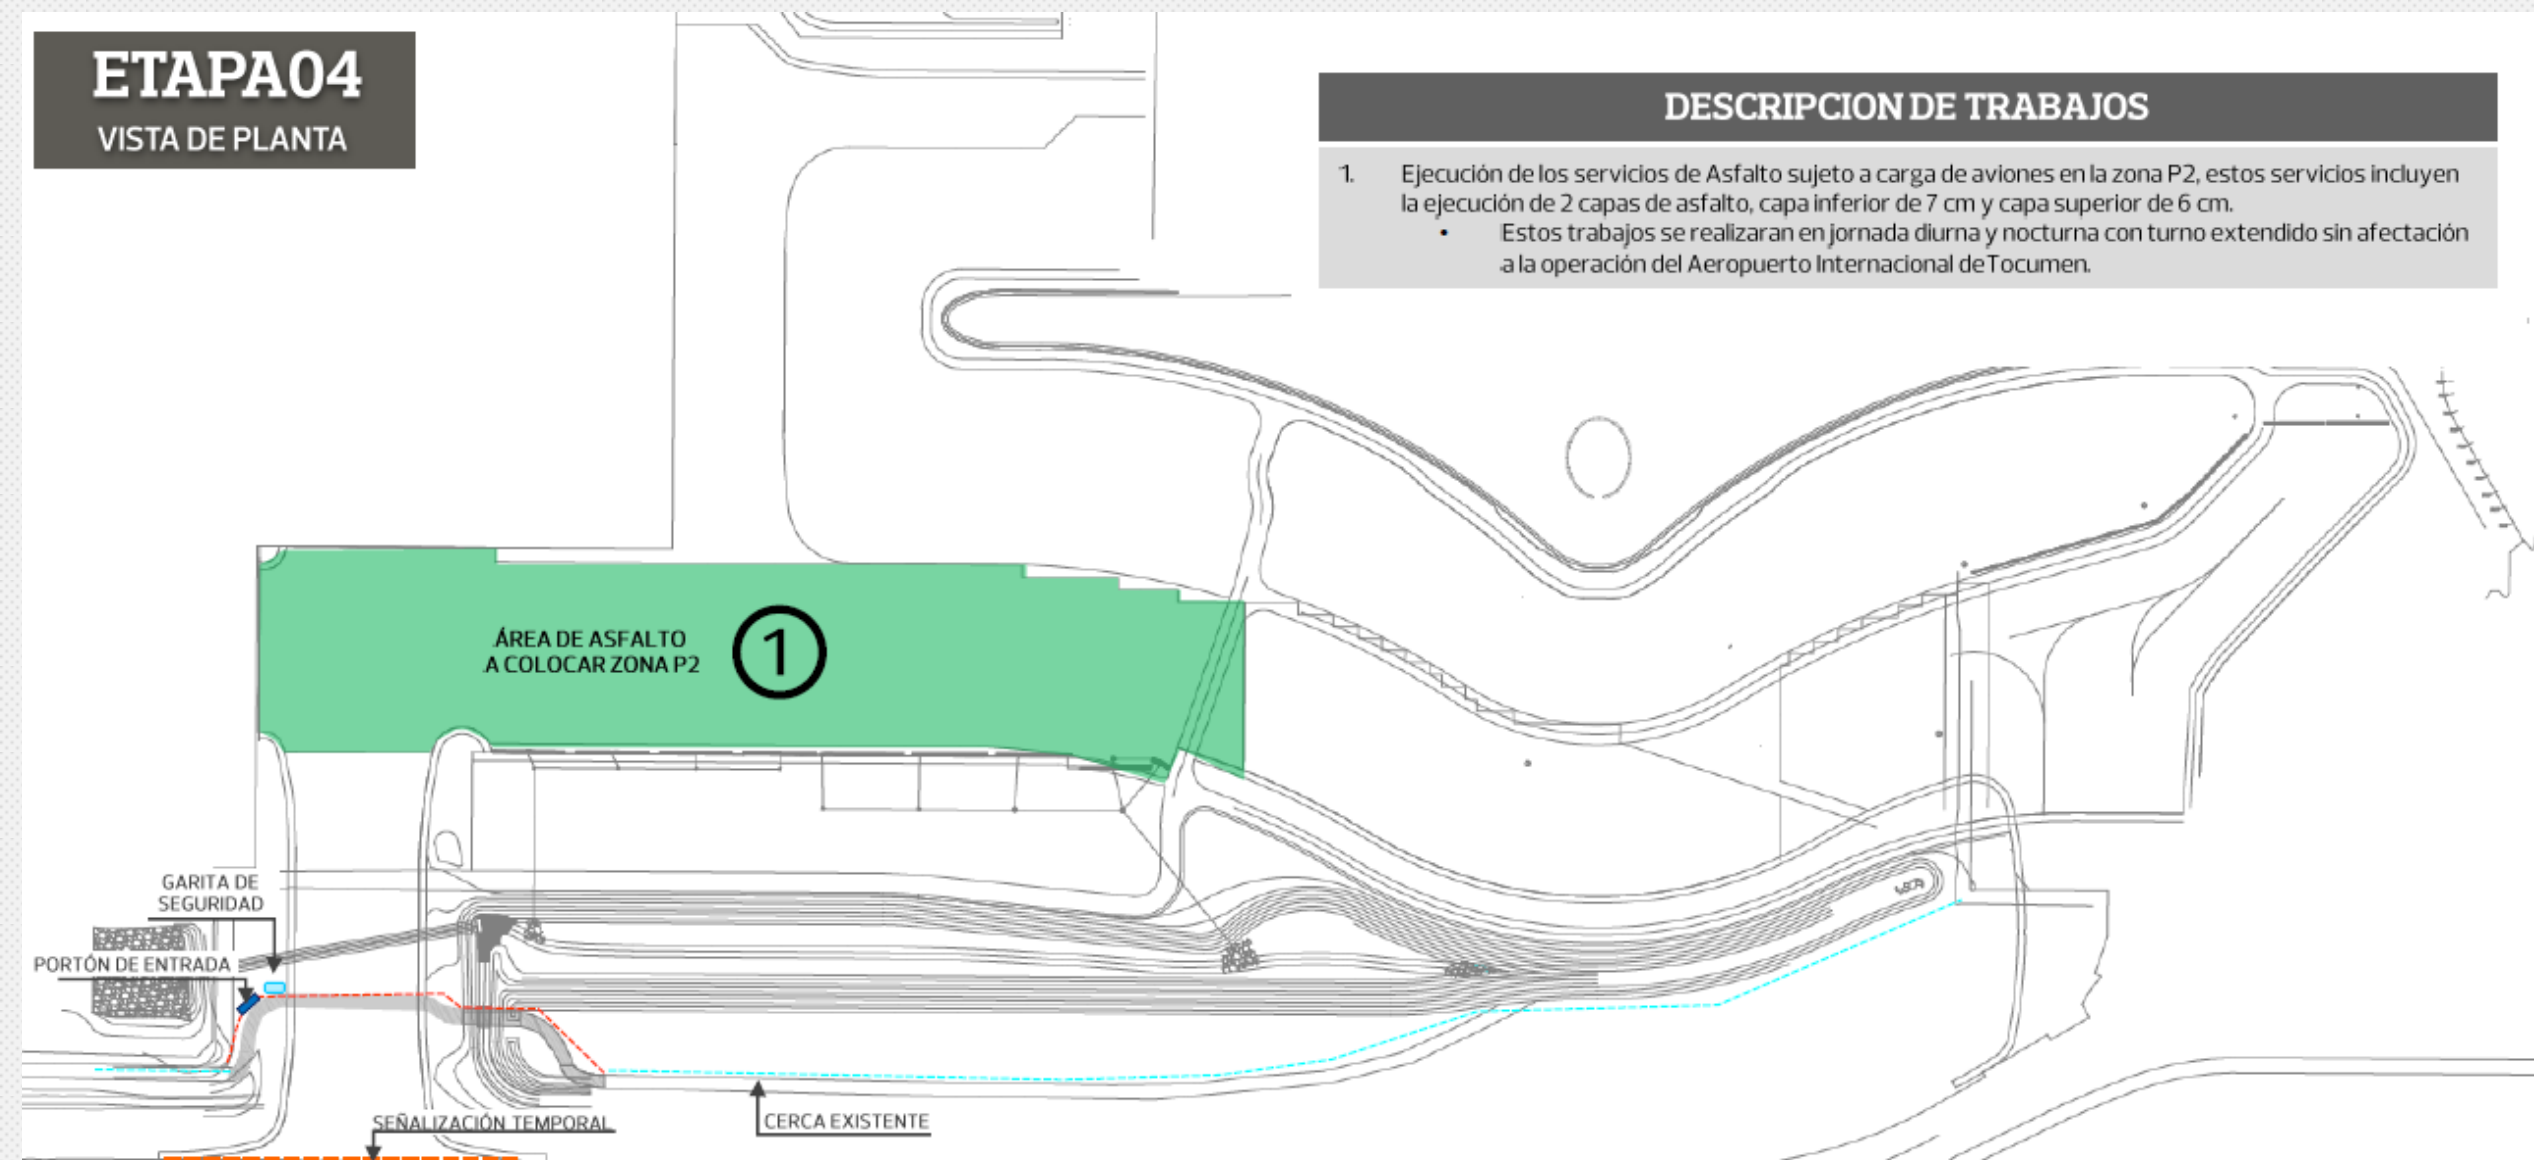 ETAPA04
VISTA DE PLANTA
DESCRIPCION DE TRABAJOS
1. Ejecución de los servicios de Asfalto sujeto a carga de aviones en la zona P2, estos servicios incluyen
la ejecución de 2 capas de asfalto, capa inferior de 7 cm y capa superior de 6 cm.
• Estos trabajos se realizaran en jornada diurna y nocturna con turno extendido sin afectación
a la operación del Aeropuerto Internacional de Tocumen.
ÁREA DE ASFALTO
A COLOCAR ZONA P2
1
GARITA DE
SEGURIDAD
PORTÓN DE ENTRADA
SEÑALIZACIÓN TEMPORAL
CERCA EXISTENTE